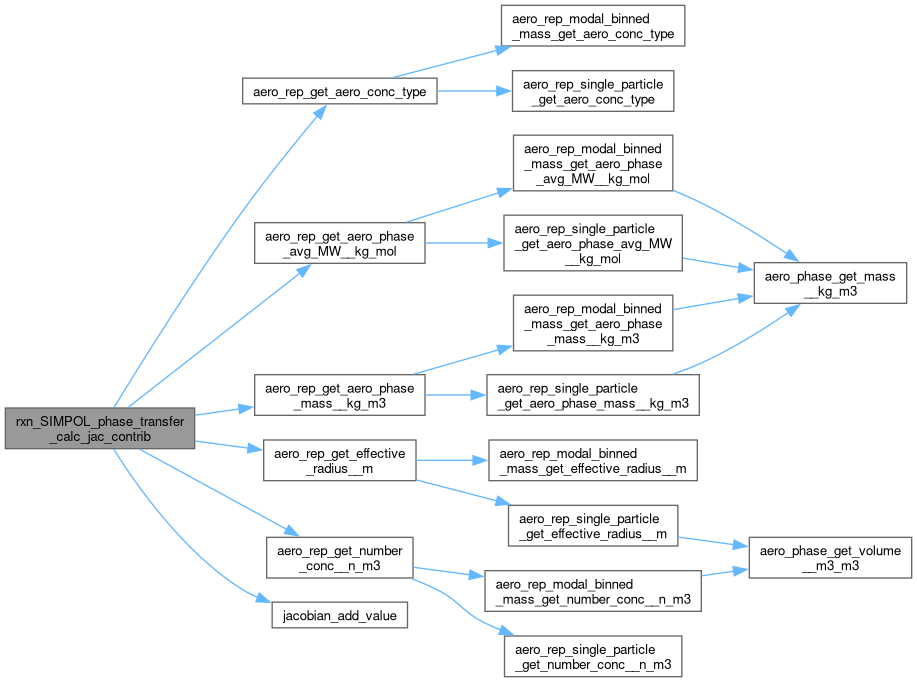 rxn_SIMPOL_phase_transfer
_calc_jac_contrib
aero_rep_get_aero_conc_type
aero_rep_modal_binned
_mass_get_aero_conc_type
aero_rep_single_particle
_get_aero_conc_type
aero_rep_get_aero_phase
_avg_MW__kg_mol
aero_rep_modal_binned
_mass_get_aero_phase
_avg_MW__kg_mol
aero_rep_single_particle
_get_aero_phase_avg_MW
__kg_mol
aero_phase_get_mass
__kg_m3
aero_rep_get_aero_phase
_mass__kg_m3
aero_rep_modal_binned
_mass_get_aero_phase
_mass__kg_m3
aero_rep_single_particle
_get_aero_phase_mass__kg_m3
aero_rep_get_effective
_radius__m
aero_rep_modal_binned
_mass_get_effective_radius__m
aero_rep_single_particle
_get_effective_radius__m
aero_phase_get_volume
__m3_m3
aero_rep_get_number
_conc__n_m3
aero_rep_modal_binned
_mass_get_number_conc__n_m3
aero_rep_single_particle
_get_number_conc__n_m3
jacobian_add_value